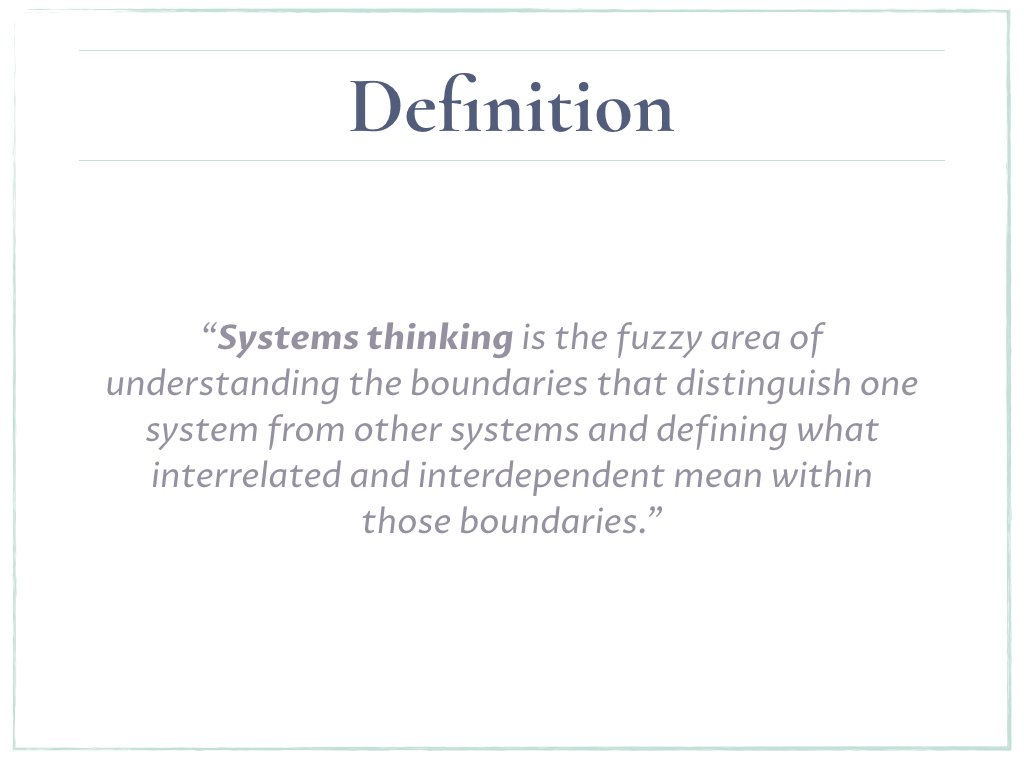 Definition
“Systems thinking is the fuzzy area of
understanding the boundaries that distinguish one
system from other systems and defining what
interrelated and interdependent mean within
those boundaries.”